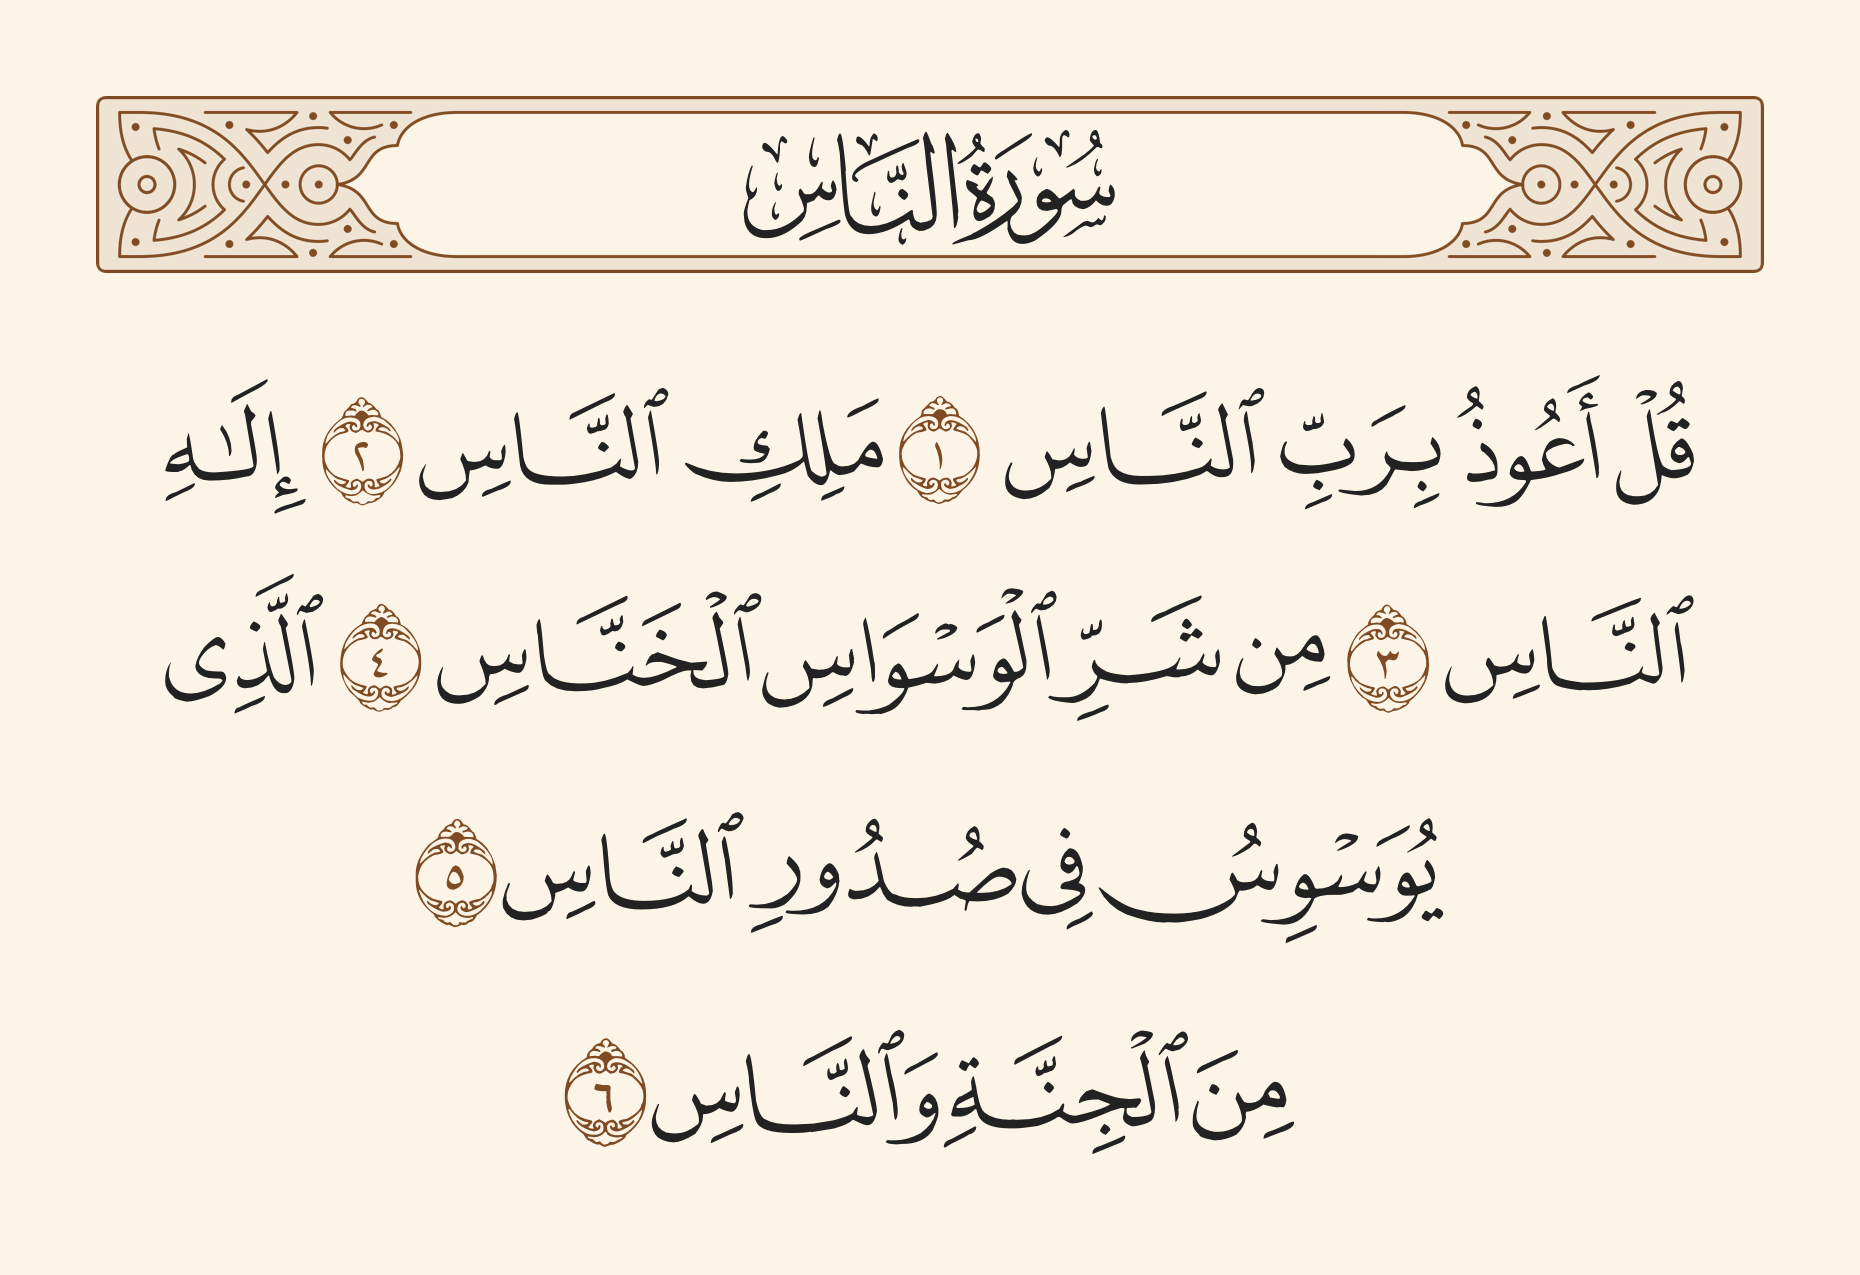 سُورَةُ النَّاسِ
قُلْ أَعُوذُ بِرَبِّ ٱلنَّاسِ ١ مَلِكِ ٱلنَّاسِ ٢ إِلَٰهِ
ٱلنَّاسِ ٣ مِن شَرِّ ٱلْوَسْوَاسِ ٱلْخَنَّاسِ ٤ ٱلَّذِى
يُوَسْوِسُ فِى صُدُورِ ٱلنَّاسِ ٥
مِنَ ٱلْجِنَّةِ وَٱلنَّاسِ ٦